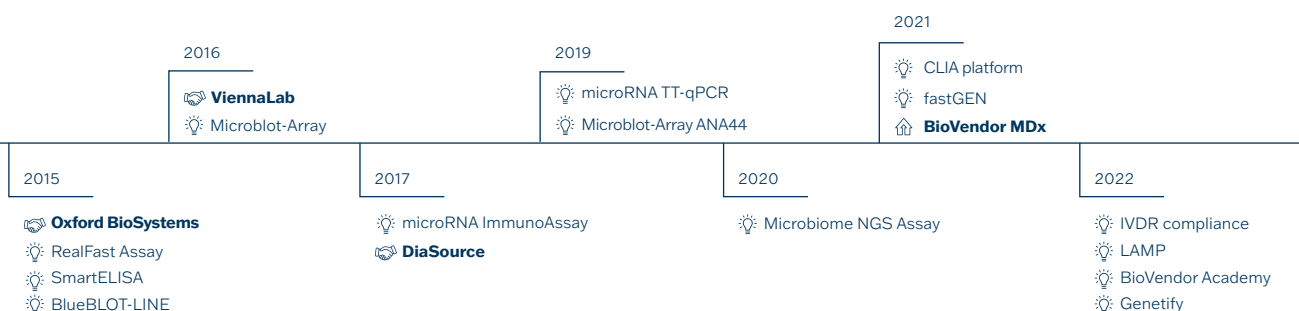 2015
Oxford BioSystems
RealFast Assay
SmartELISA
BlueBLOT-LINE
2016
ViennaLab
Microblot-Array
2017
microRNA ImmunoAssay
DiaSource
2019
microRNA TT-qPCR
Microblot-Array ANA44
2020
Microbiome NGS Assay
2021
CLIA platform
fastGEN
BioVendor MDx
2022
IVDR compliance
LAMP
BioVendor Academy
Genetify